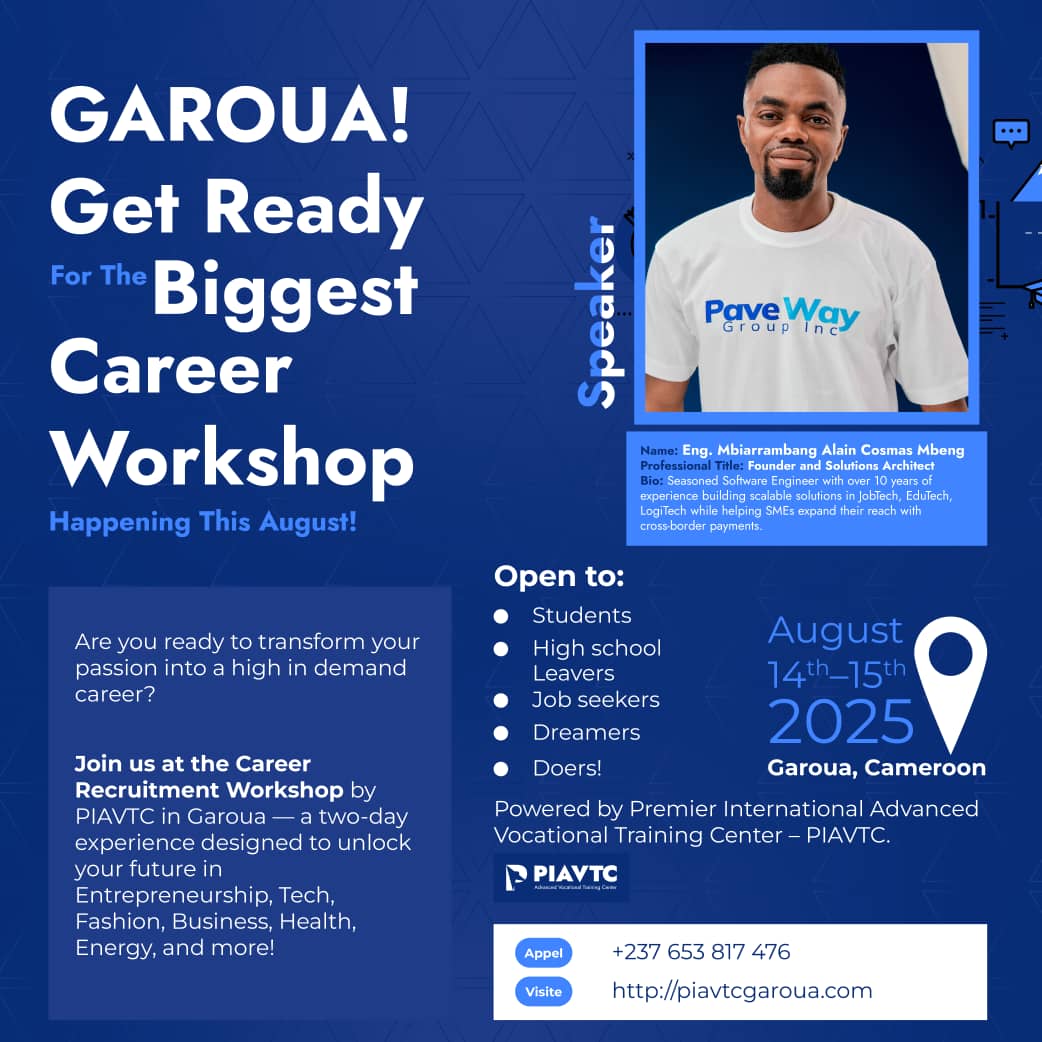 GAROUA!
Get Ready
For The Biggest
Career
Workshop
Happening This August!
Speaker
PaveWay
Group Inc
Name: Eng. Mbiarrambang Alain Cosmas Mbeng
Professional Title: Founder and Solutions Architect
Bio: Seasoned Software Engineer with over 10 years of
experience building scalable solutions in JobTech, EduTech,
LogiTech while helping SMEs expand their reach with
cross-border payments.
Are you ready to transform your
passion into a high in demand
career?
Join us at the Career
Recruitment Workshop by
PIAVTC in Garoua — a two-day
experience designed to unlock
your future in
Entrepreneurship, Tech,
Fashion, Business, Health,
Energy, and more!
Open to:
Students
High school
Leavers
Job seekers
Dreamers
Doers!
August
14th–15th
2025
Garoua, Cameroon
Powered by Premier International Advanced
Vocational Training Center – PIAVTC.
PIAVTC
Advanced Vocational Training Center
Appel +237 653 817 476
Visite http://piavtcgaroua.com